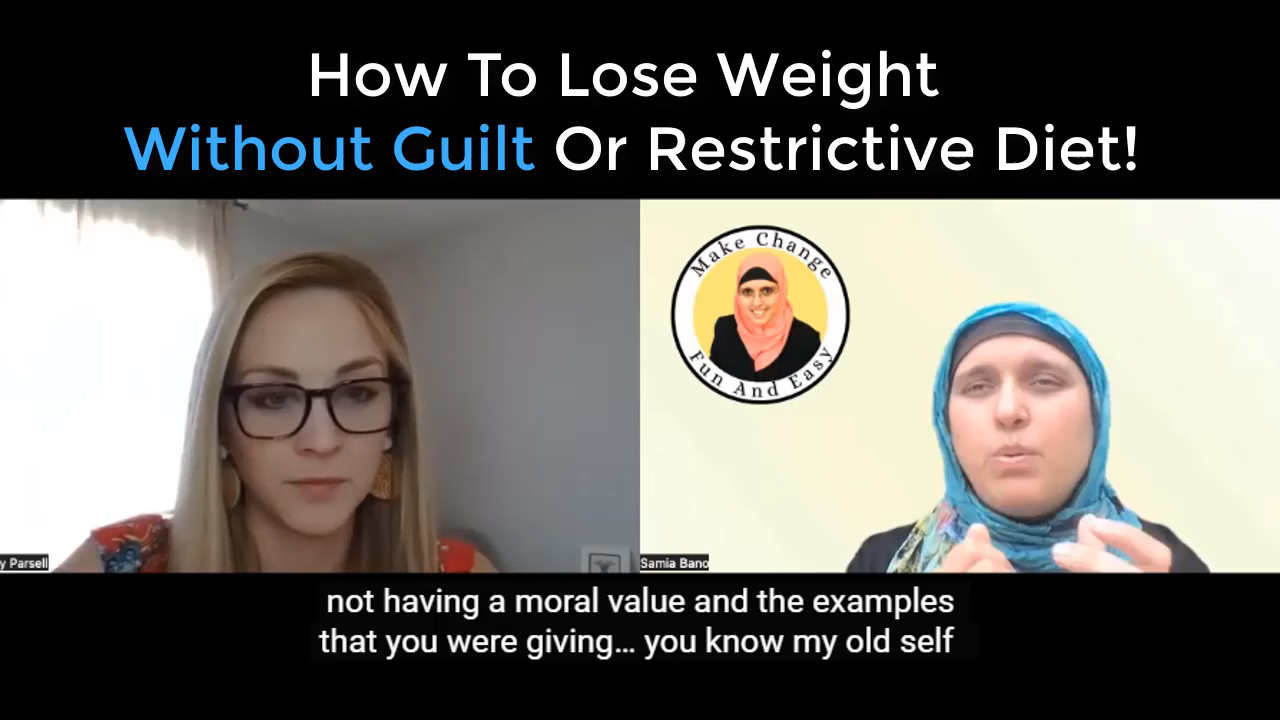 How To Lose Weight
Without Guilt Or Restrictive Diet!
Make Change
Fun And Easy
y Parsell
Samia Bano
not having a moral value and the examples
that you were giving... you know my old self